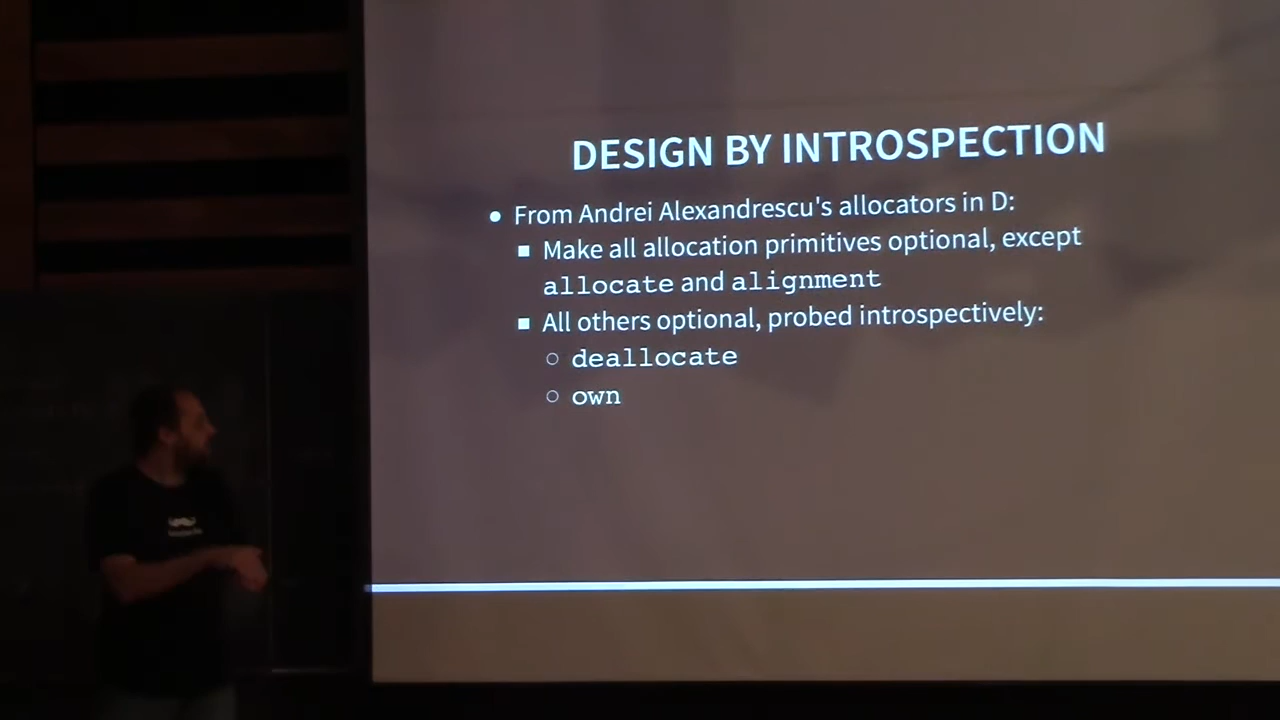 DESIGN BY INTROSPECTION
● From Andrei Alexandrescu's allocators in D:
■ Make all allocation primitives optional, except
allocate and alignment
■ All others optional, probed introspectively:
○ deallocate
○ own